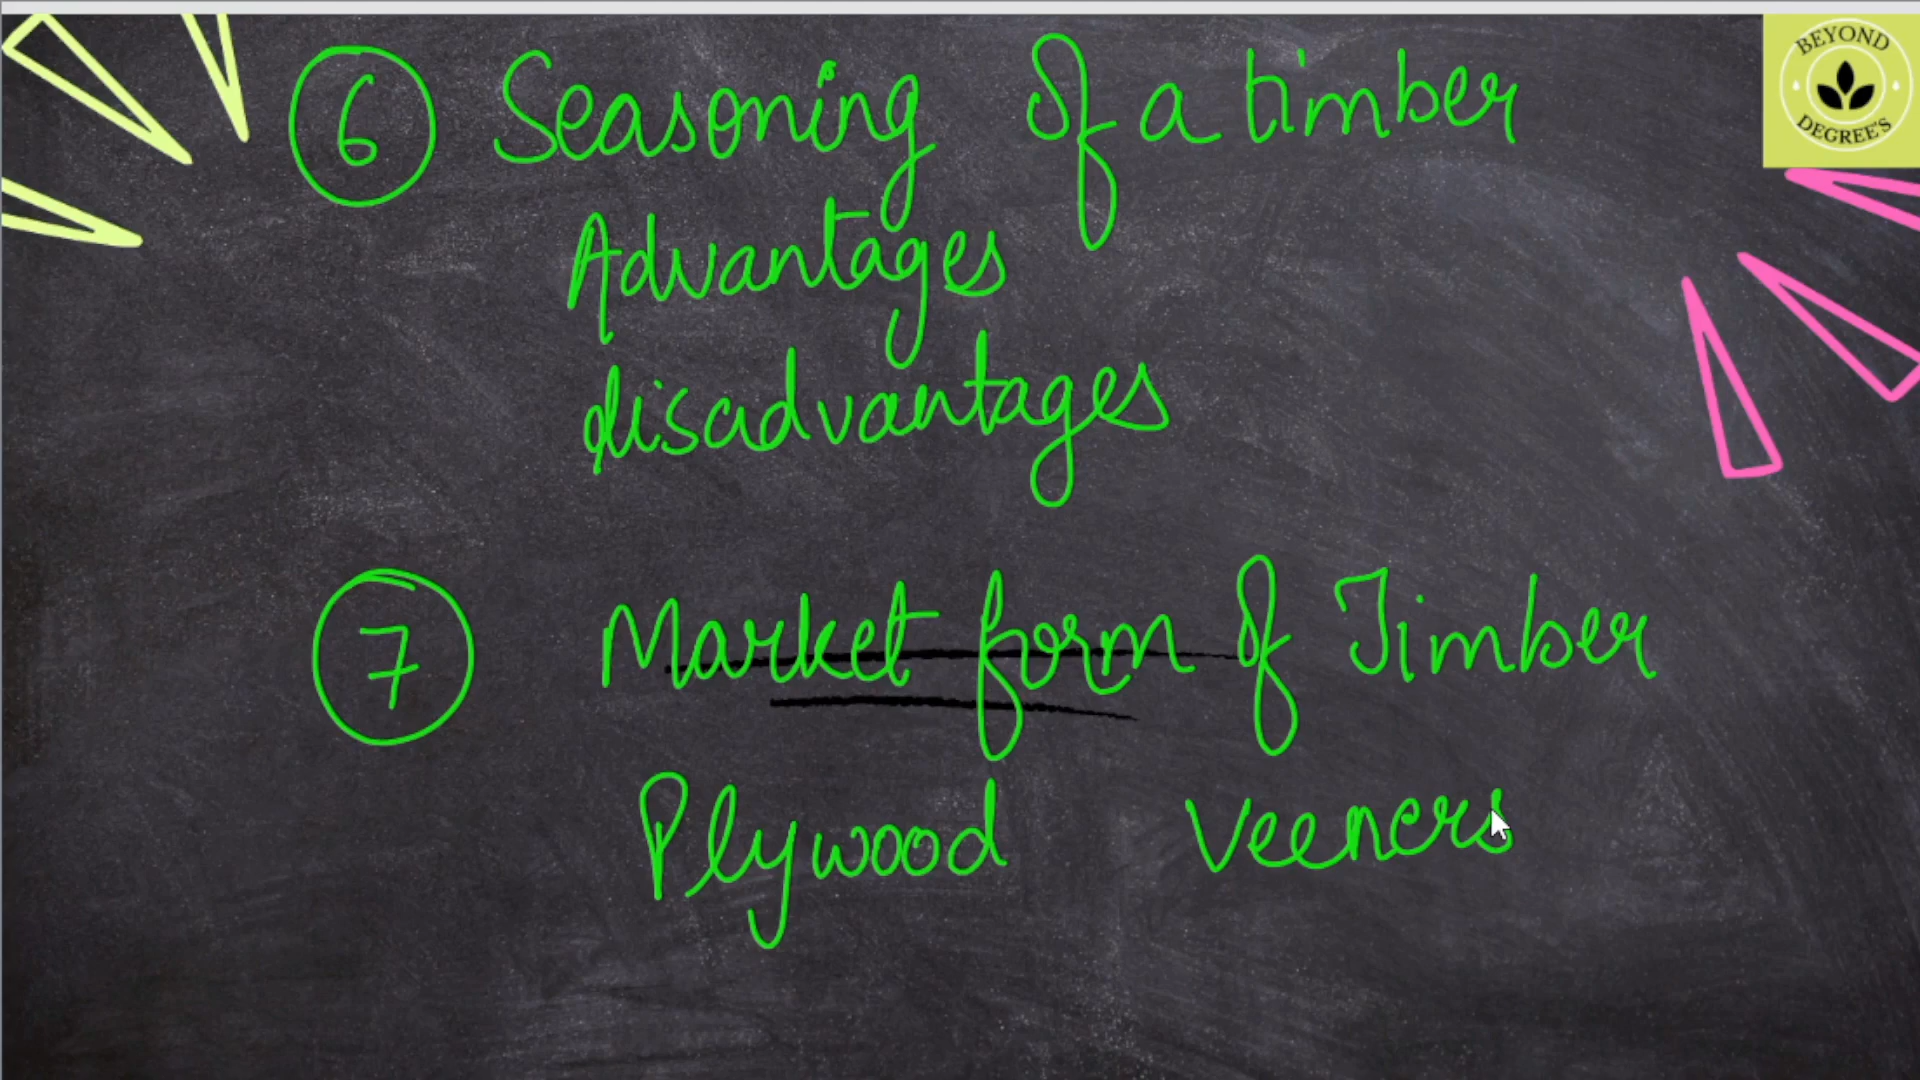 6 Seasoning of a timber
Advantages
disadvantages
7 Market form of Timber
Plywood veeners
BEYOND
DEGREE'S